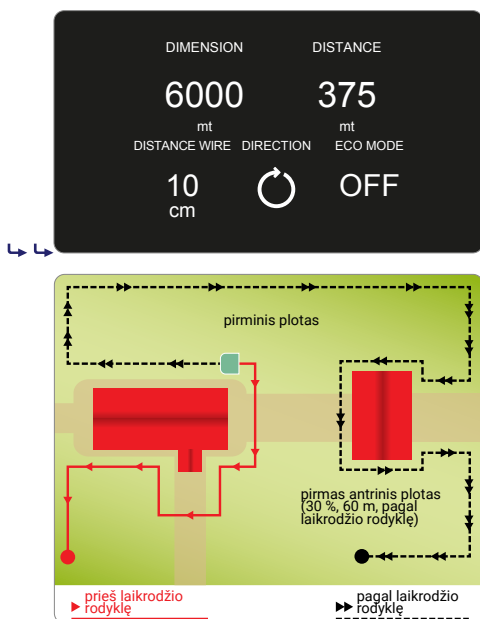 DIMENSION DISTANCE
6000 375
mt mt
DISTANCE WIRE DIRECTION ECO MODE
10 OFF
cm
pirminis plotas
pirmas antrinis plotas
(30 %, 60 m, pagal
laikrodžio rodyklę)
prieš laikrodžio
rodyklę
pagal laikrodžio
rodyklę